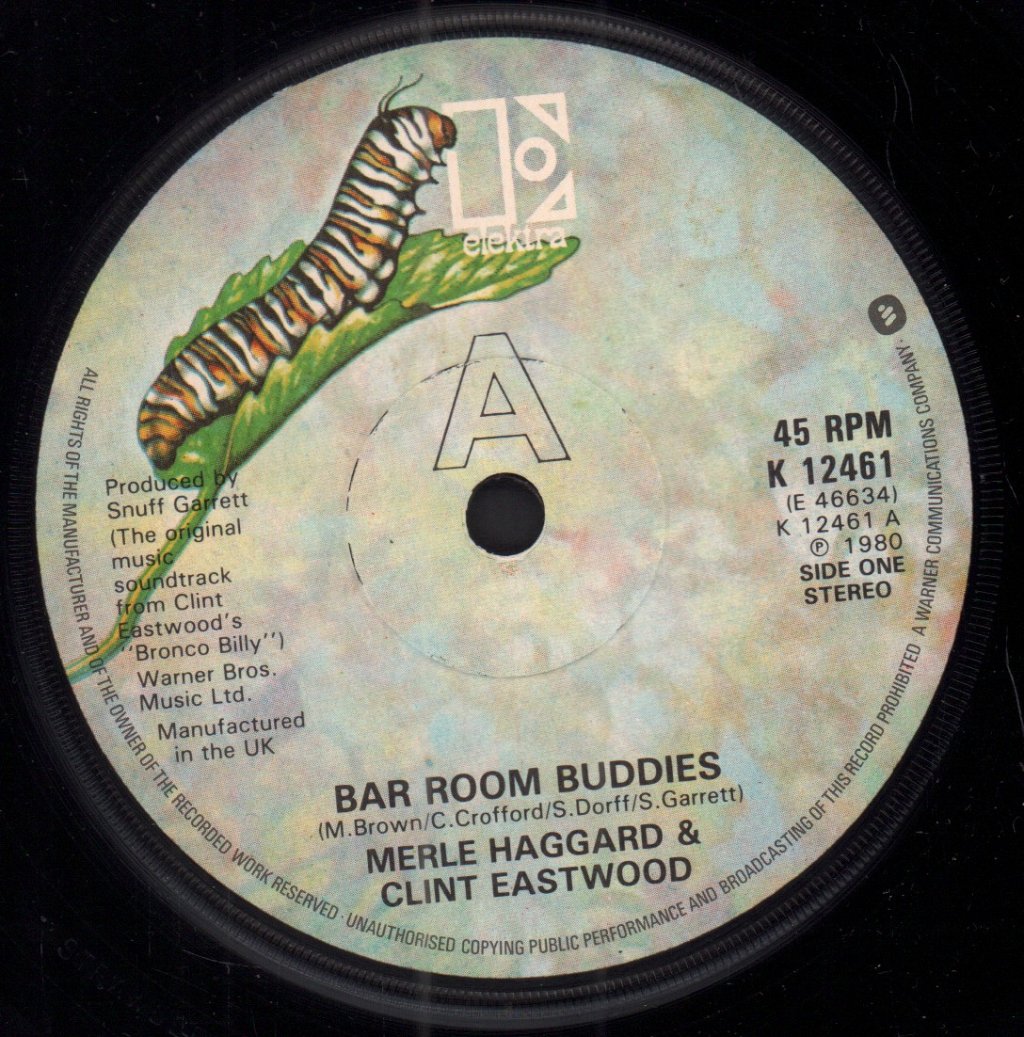 elektra
A
45 RPM
K 12461
(E 46634)
K 12461 A
℗ 1980
SIDE ONE
STEREO
Produced by
Snuff Garrett
(The original
music
soundtrack
from Clint
Eastwood's
"Bronco Billy")
Warner Bros.
Music Ltd.
Manufactured
in the UK
BAR ROOM BUDDIES
(M.Brown/C.Crofford/S.Dorff/S.Garrett)
MERLE HAGGARD &
CLINT EASTWOOD
ALL RIGHTS OF THE MANUFACTURER AND OF THE OWNER OF THE RECORDED WORK RESERVED · UNAUTHORISED COPYING PUBLIC PERFORMANCE AND BROADCASTING OF THIS RECORD PROHIBITED · A WARNER COMMUNICATIONS COMPANY ·